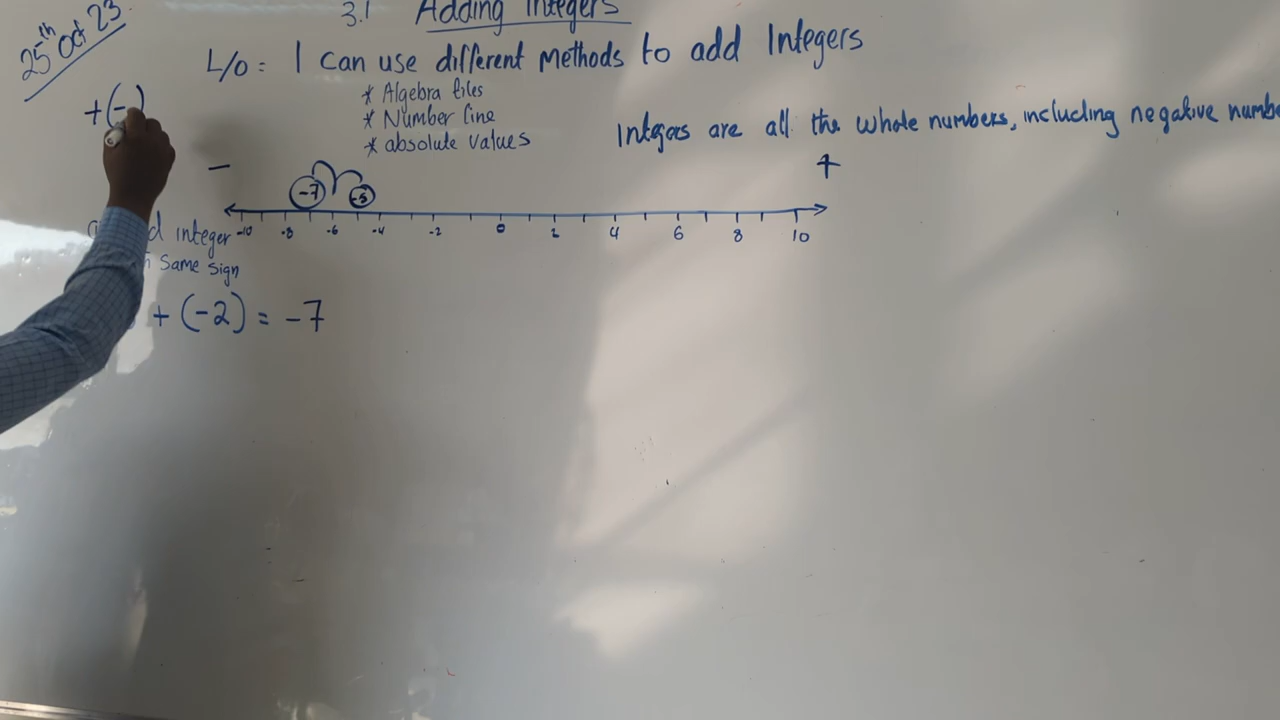 25th Oct 23
3.1 Adding Integers
L/o = I can use different methods to add Integers
* Algebra tiles
* Number line
* absolute values
Integers are all the whole numbers, including negative
+(-)
- +
-7 -5
-10 -8 -6 -4 -2 0 2 4 6 8 10
integer
same sign
+ (-2) = -7